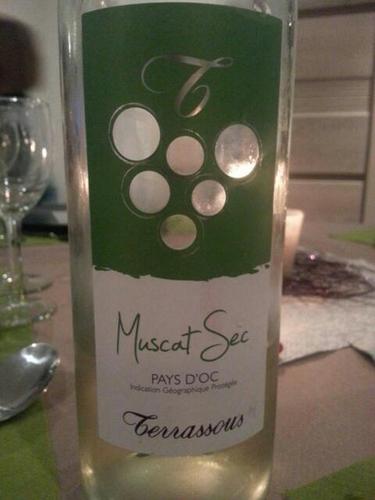 T
Muscat Sec
PAYS D'OC
Indication Géographique Protégée
Terrassous